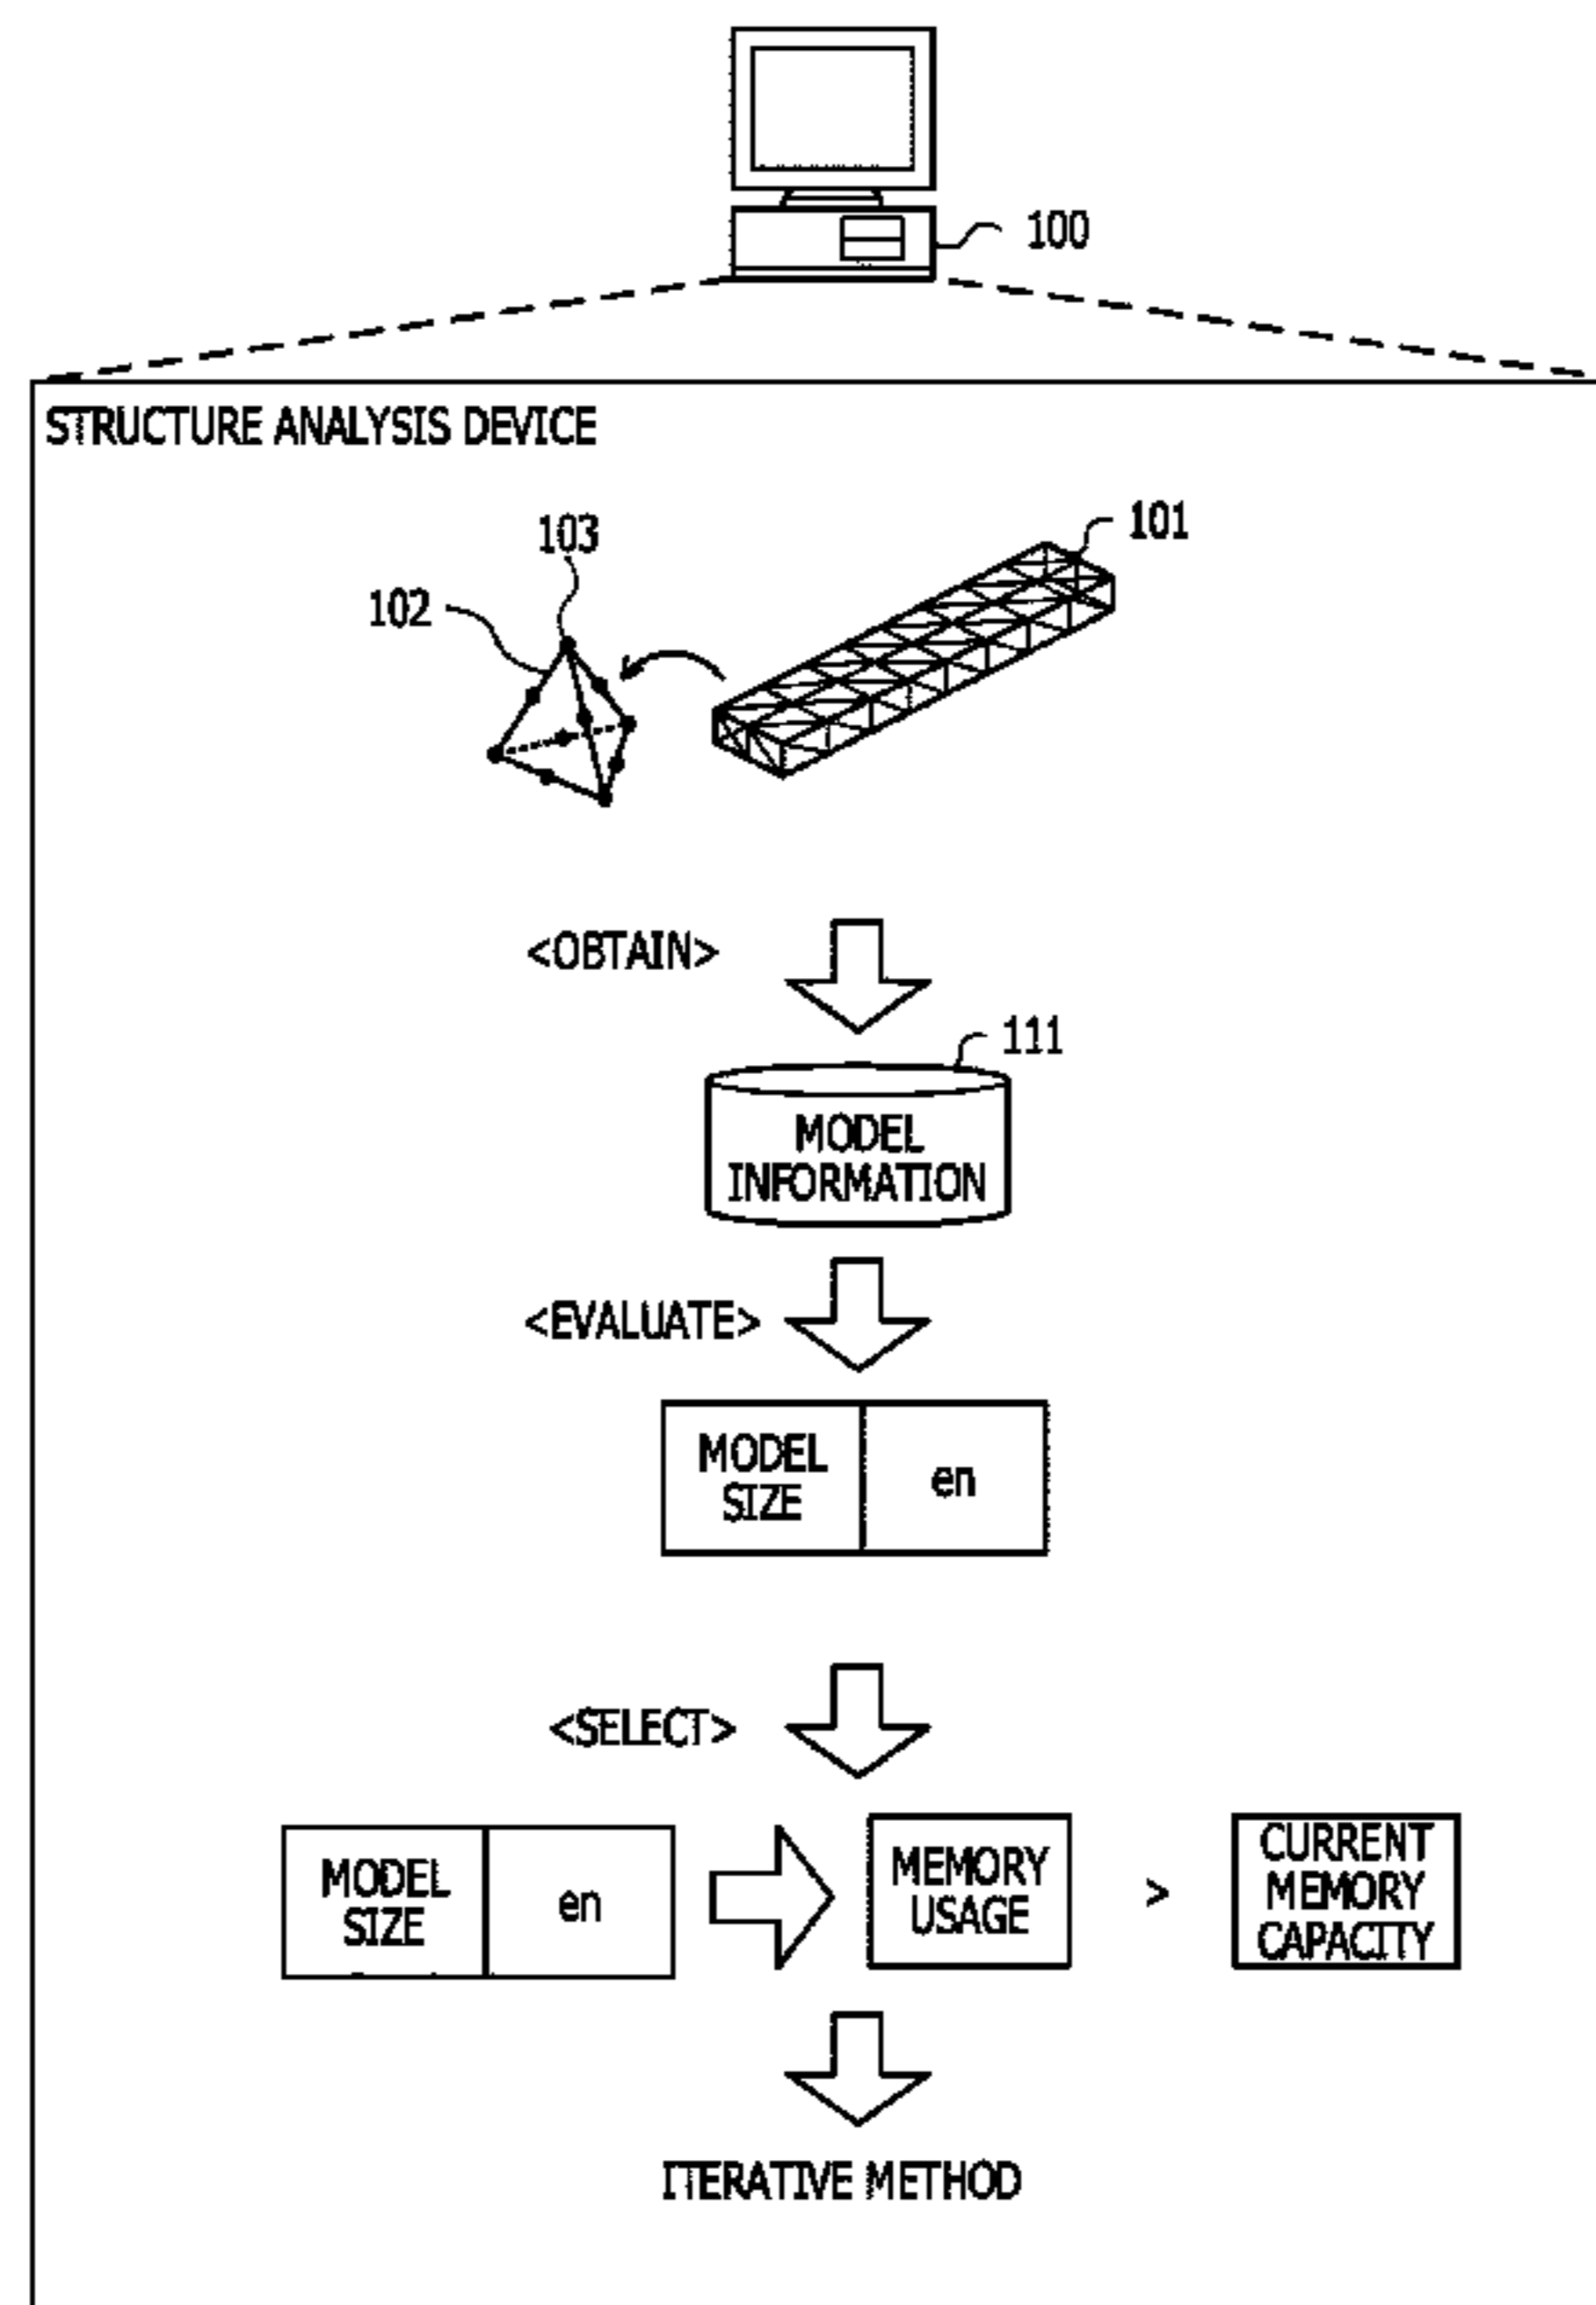 100
STRUCTURE ANALYSIS DEVICE
101
103
102
<OBTAIN>
111
MODEL
INFORMATION
<EVALUATE>
MODEL
SIZE
en
<SELECT>
MODEL
SIZE
en
MEMORY
USAGE
>
CURRENT
MEMORY
CAPACITY
ITERATIVE METHOD